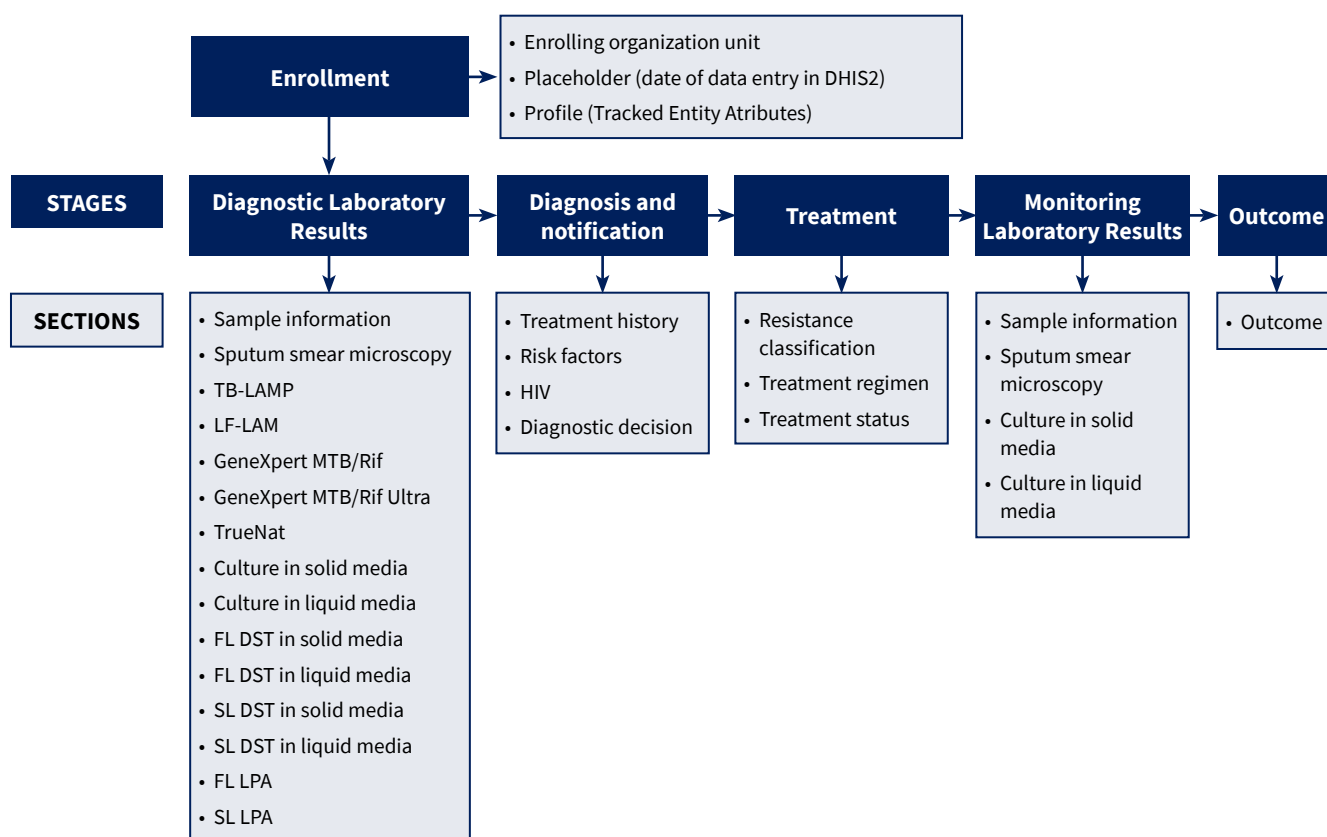 Enrollment
• Enrolling organization unit
• Placeholder (date of data entry in DHIS2)
• Profile (Tracked Entity Atributes)
STAGES
Diagnostic Laboratory
Results
Diagnosis and
notification
Treatment
Monitoring
Laboratory Results
Outcome
SECTIONS
• Sample information
• Sputum smear microscopy
• TB-LAMP
• LF-LAM
• GeneXpert MTB/Rif
• GeneXpert MTB/Rif Ultra
• TrueNat
• Culture in solid media
• Culture in liquid media
• FL DST in solid media
• FL DST in liquid media
• SL DST in solid media
• SL DST in liquid media
• FL LPA
• SL LPA
• Treatment history
• Risk factors
• HIV
• Diagnostic decision
• Resistance
classification
• Treatment regimen
• Treatment status
• Sample information
• Sputum smear
microscopy
• Culture in solid
media
• Culture in liquid
media
• Outcome